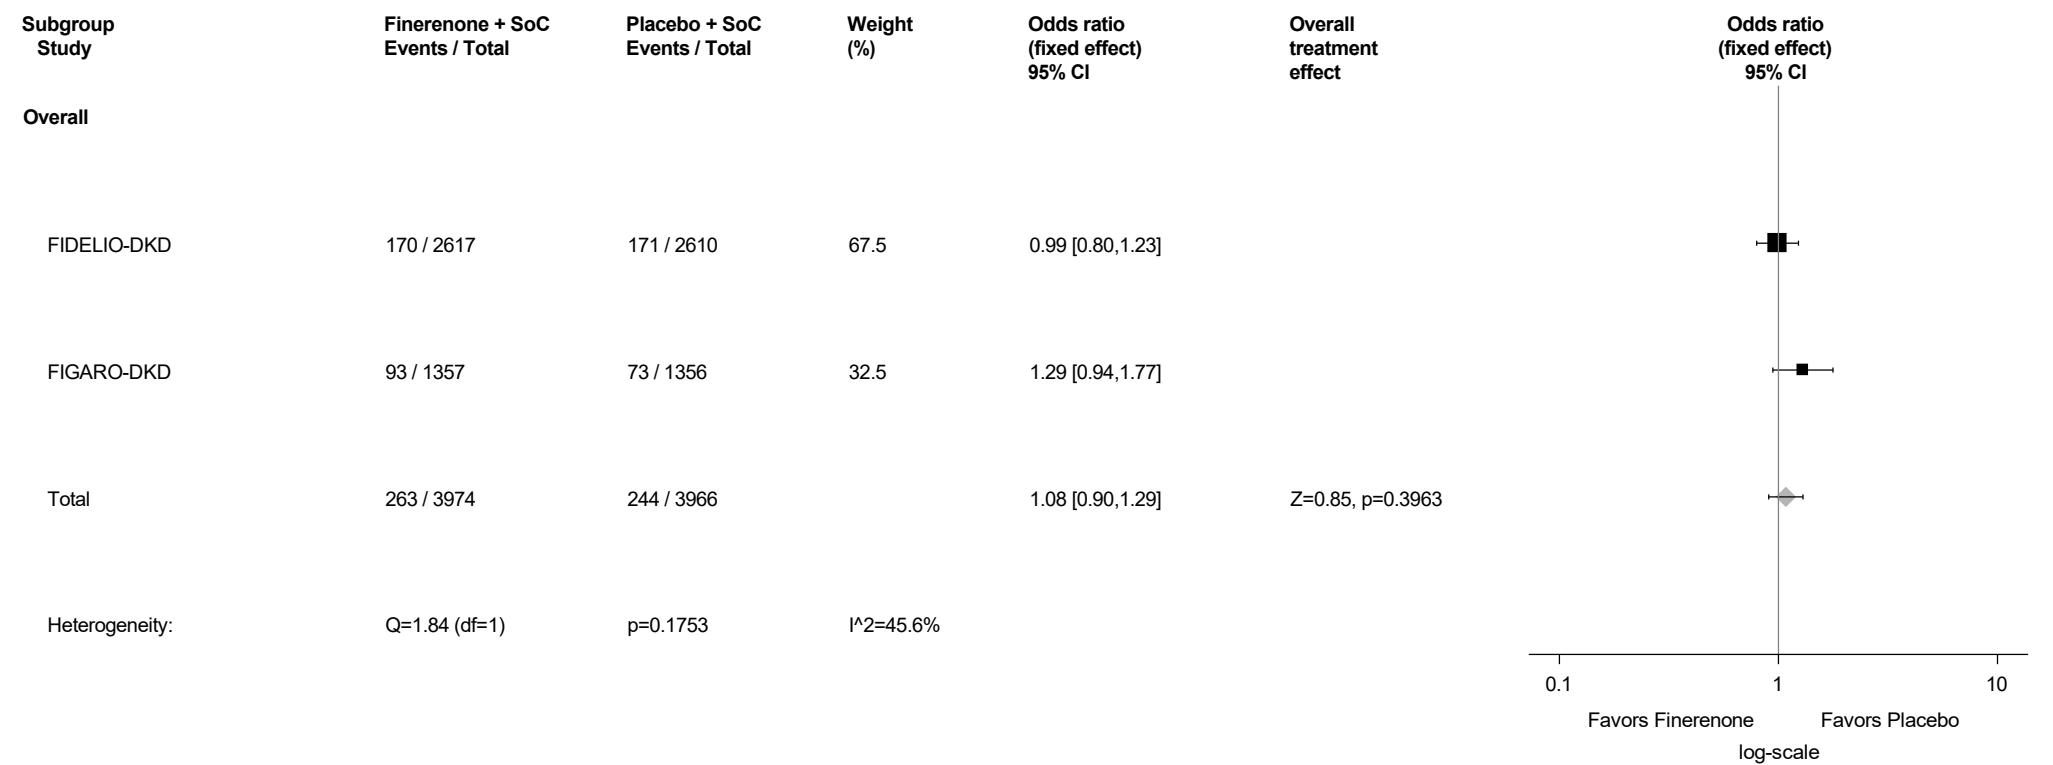 Subgroup Finerenone + SoC Placebo + SoC Weight Odds ratio Overall Odds ratio
Study Events / Total Events / Total (%) (fixed effect) treatment (fixed effect)
95% CI effect 95% CI
Overall
FIDELIO-DKD 170 / 2617 171 / 2610 67.5 0.99 [0.80,1.23]
FIGARO-DKD 93 / 1357 73 / 1356 32.5 1.29 [0.94,1.77]
Total 263 / 3974 244 / 3966 1.08 [0.90,1.29] Z=0.85, p=0.3963
Heterogeneity: Q=1.84 (df=1) p=0.1753 I^2=45.6%
0.1 1 10
Favors Finerenone Favors Placebo
log-scale